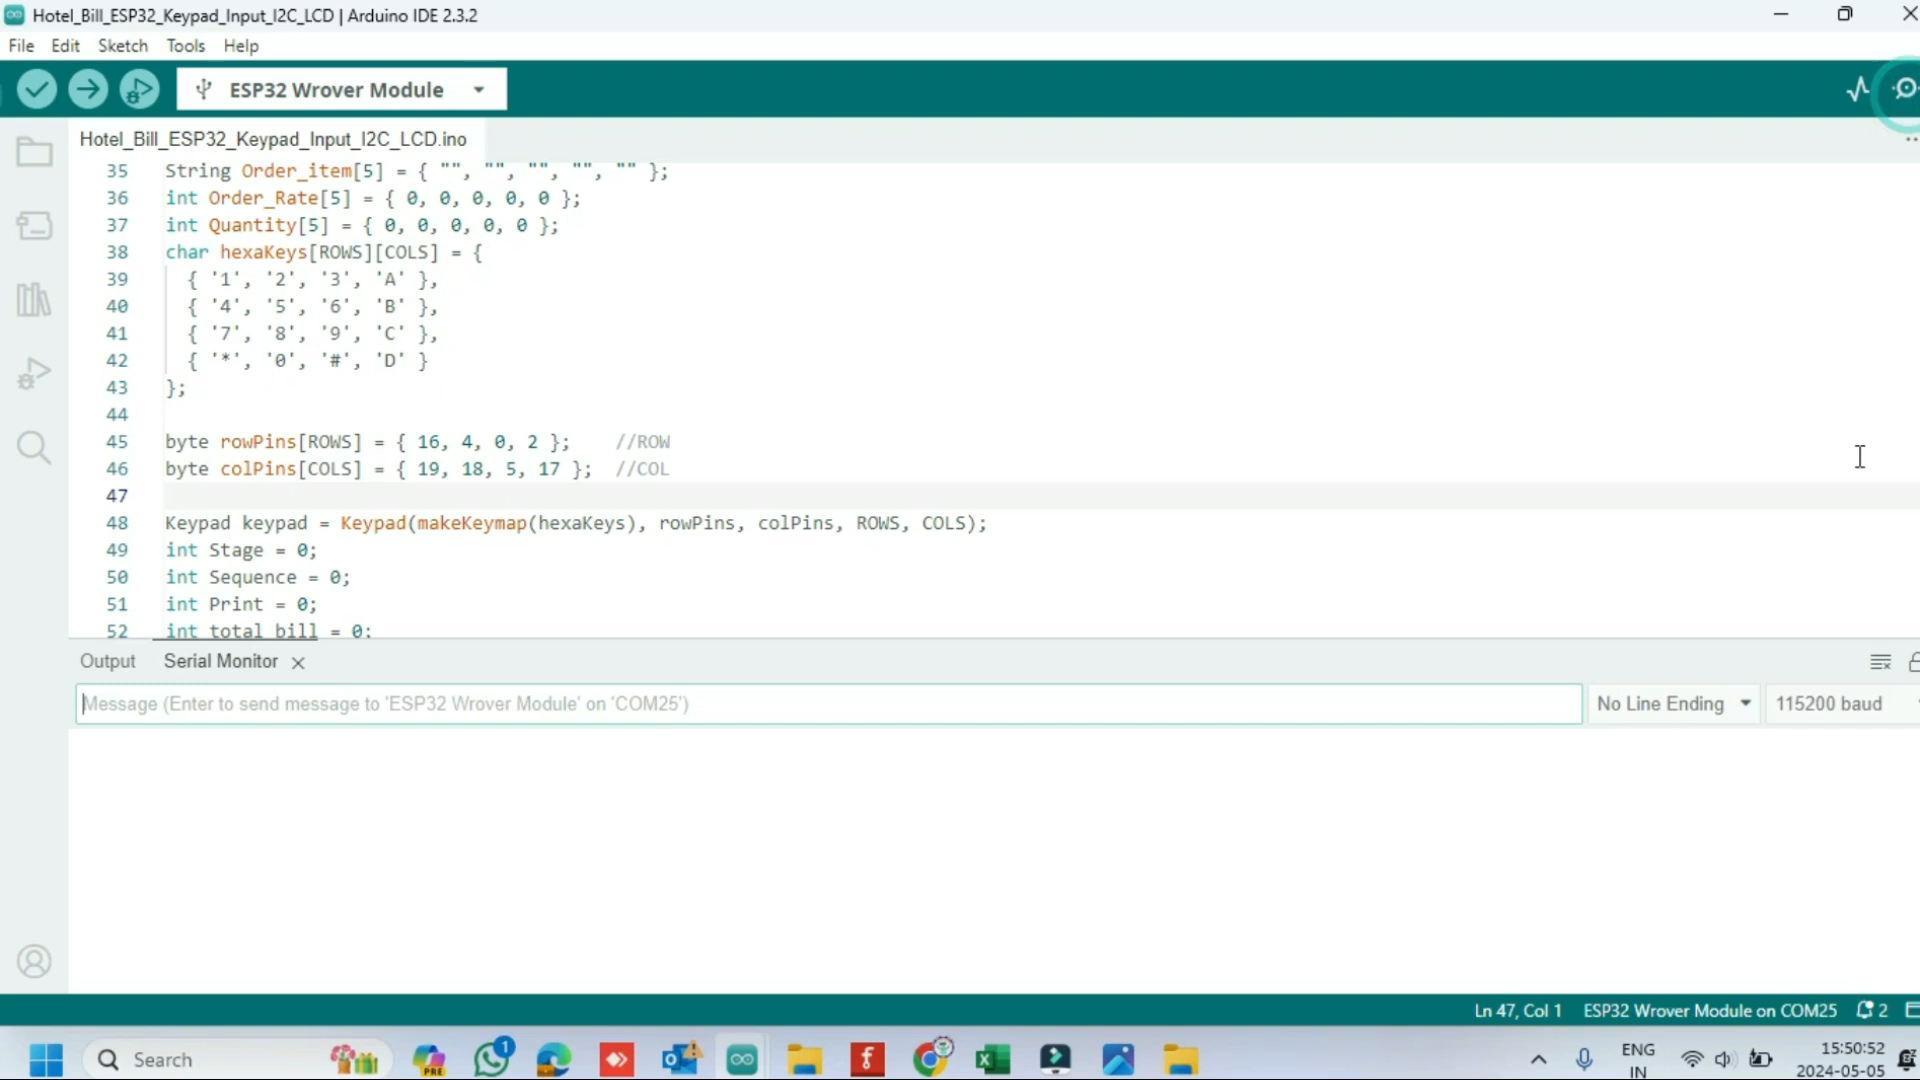 Hotel_Bill_ESP32_Keypad_Input_I2C_LCD | Arduino IDE 2.3.2
File Edit Sketch Tools Help
ESP32 Wrover Module
Hotel_Bill_ESP32_Keypad_Input_I2C_LCD.ino
35 String Order_item[5] = { "", "", "", "", "" };
36 int Order_Rate[5] = { 0, 0, 0, 0, 0 };
37 int Quantity[5] = { 0, 0, 0, 0, 0 };
38 char hexaKeys[ROWS][COLS] = {
39 { '1', '2', '3', 'A' },
40 { '4', '5', '6', 'B' },
41 { '7', '8', '9', 'C' },
42 { '*', '0', '#', 'D' }
43 };
44
45 byte rowPins[ROWS] = { 16, 4, 0, 2 }; //ROW
46 byte colPins[COLS] = { 19, 18, 5, 17 }; //COL
47
48 Keypad keypad = Keypad(makeKeymap(hexaKeys), rowPins, colPins, ROWS, COLS);
49 int Stage = 0;
50 int Sequence = 0;
51 int Print = 0;
52 int total_bill = 0;
Output Serial Monitor
Message (Enter to send message to 'ESP32 Wrover Module' on 'COM25') No Line Ending 115200 baud
Ln 47, Col 1 ESP32 Wrover Module on COM25 2
Search PRE 1 ENG 15:50:52
IN 2024-05-05